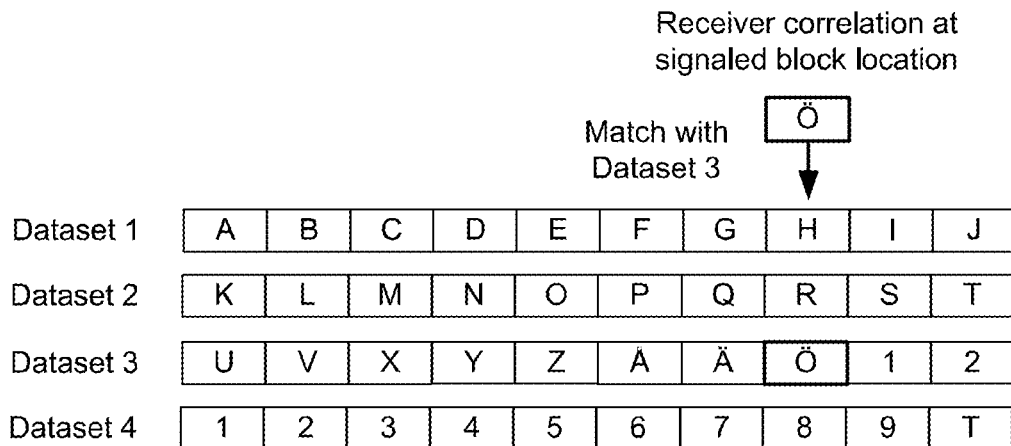 Receiver correlation at
signaled block location
Ö
Match with
Dataset 3
Dataset 1 A B C D E F G H I J
Dataset 2 K L M N O P Q R S T
Dataset 3 U V X Y Z Å Ä Ö 1 2
Dataset 4 1 2 3 4 5 6 7 8 9 T